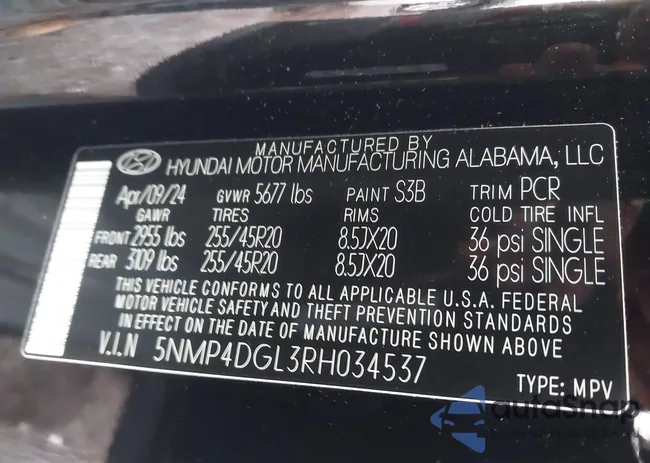 MANUFACTURED BY
HYUNDAI MOTOR MANUFACTURING ALABAMA, LLC
Apr/09/24 GVWR 5677 lbs PAINT S3B TRIM PCR
GAWR TIRES RIMS COLD TIRE INFL
FRONT 2955 lbs 255/45R20 8.5JX20 36 psi SINGLE
REAR 3109 lbs 255/45R20 8.5JX20 36 psi SINGLE
THIS VEHICLE CONFORMS TO ALL APPLICABLE U.S.A. FEDERAL
MOTOR VEHICLE SAFETY AND THEFT PREVENTION STANDARDS
IN EFFECT ON THE DATE OF MANUFACTURE SHOWN ABOVE
V.I.N 5NMP4DGL3RH034537
TYPE: MPV
autoSnap